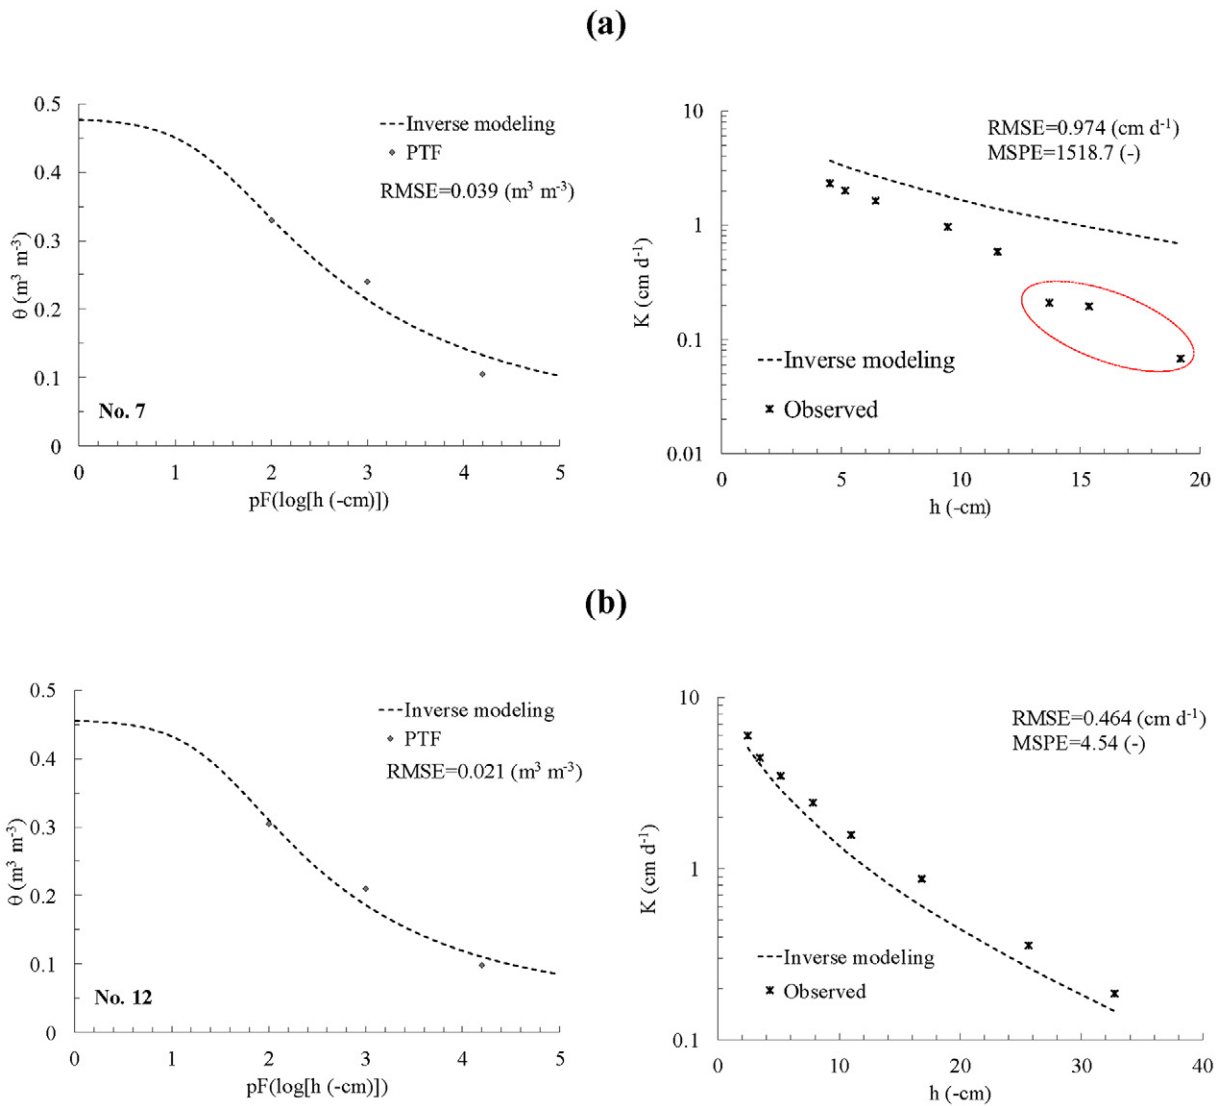 (a)
0.5
0.4
0.3
0.2
0.1
0
θ (m³ m⁻³)
Inverse modeling
PTF
RMSE=0.039 (m³ m⁻³)
No. 7
0 1 2 3 4 5
pF(log[h (-cm)])
10
1
0.1
0.01
K (cm d⁻¹)
RMSE=0.974 (cm d⁻¹)
MSPE=1518.7 (-)
Inverse modeling
Observed
0 5 10 15 20
h (-cm)
(b)
0.5
0.4
0.3
0.2
0.1
0
θ (m³ m⁻³)
Inverse modeling
PTF
RMSE=0.021 (m³ m⁻³)
No. 12
0 1 2 3 4 5
pF(log[h (-cm)])
10
1
0.1
K (cm d⁻¹)
RMSE=0.464 (cm d⁻¹)
MSPE=4.54 (-)
Inverse modeling
Observed
0 10 20 30 40
h (-cm)